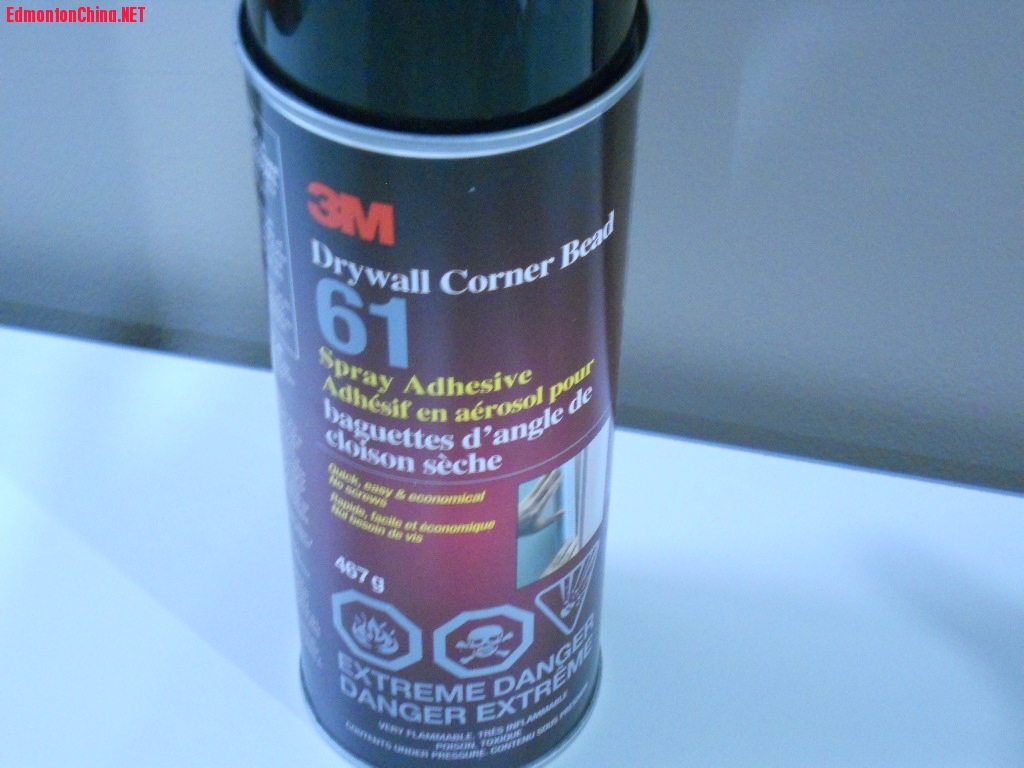 EdmontonChina.NET
3M
Drywall Corner Bead
61
Spray Adhesive
Adhésif en aérosol pour
baguettes d'angle de
cloison sèche
Quick, easy & economical
No screws
Rapide, facile et économique
Nul besoin de vis
467 g
EXTREME DANGER
DANGER EXTRÊME
VERY FLAMMABLE. TRÈS INFLAMMABLE
POISON. TOXIQUE
CONTENTS UNDER PRESSURE. CONTENU SOUS PRESSION